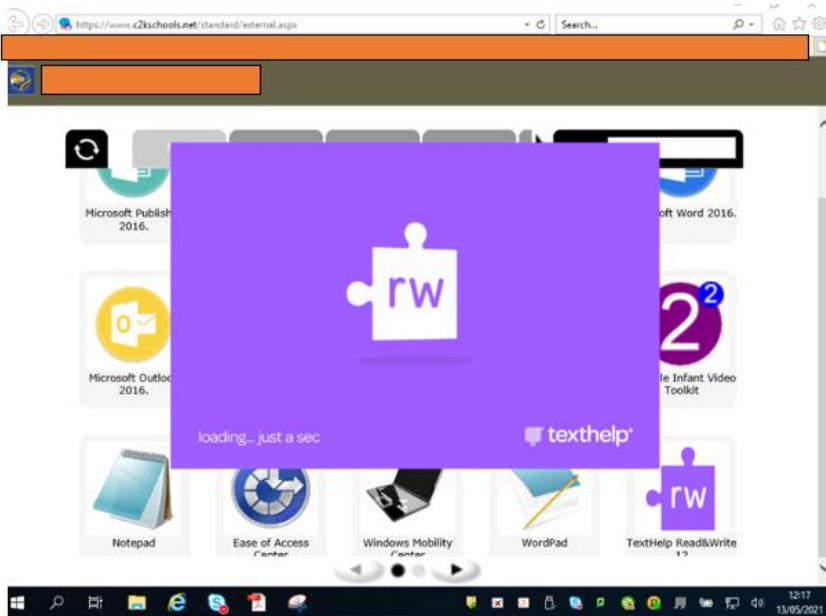 https://www.c2kschools.net/standard/external.aspx
Search...
Microsoft Publish
2016.
oft Word 2016.
rw
Microsoft Outloo
2016.
2
2
le Infant Video
Toolkit
loading... just a sec
texthelp
Notepad
Ease of Access
Center
Windows Mobility
Center
WordPad
rw
TextHelp Read&Write
12
12:17
13/05/2021